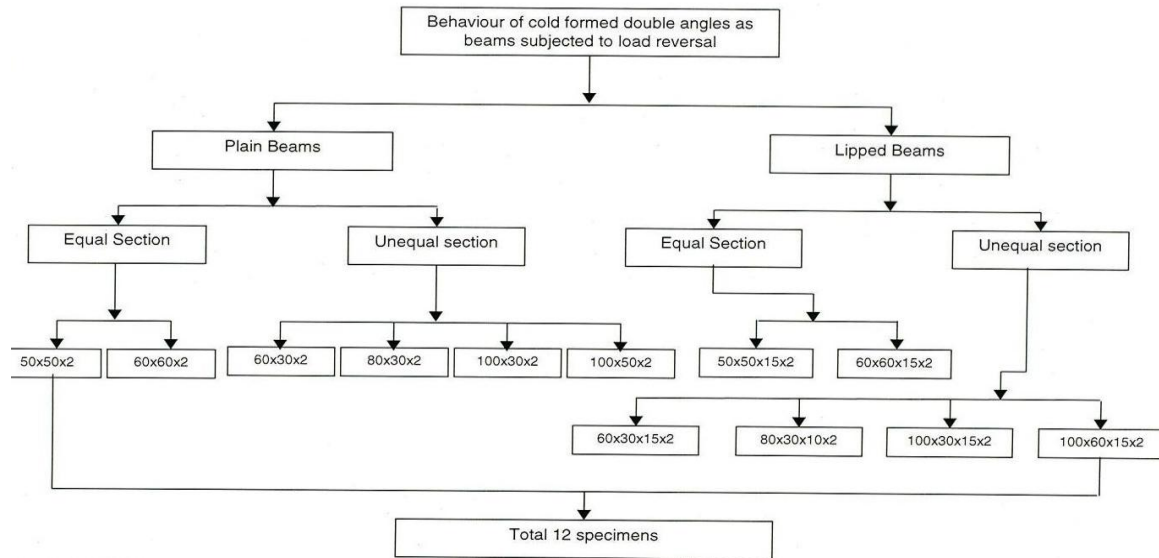 Behaviour of cold formed double angles as
beams subjected to load reversal
Plain Beams
Lipped Beams
Equal Section
Unequal section
Equal Section
Unequal section
50x50x2
60x60x2
60x30x2
80x30x2
100x30x2
100x50x2
50x50x15x2
60x60x15x2
60x30x15x2
80x30x10x2
100x30x15x2
100x60x15x2
Total 12 specimens